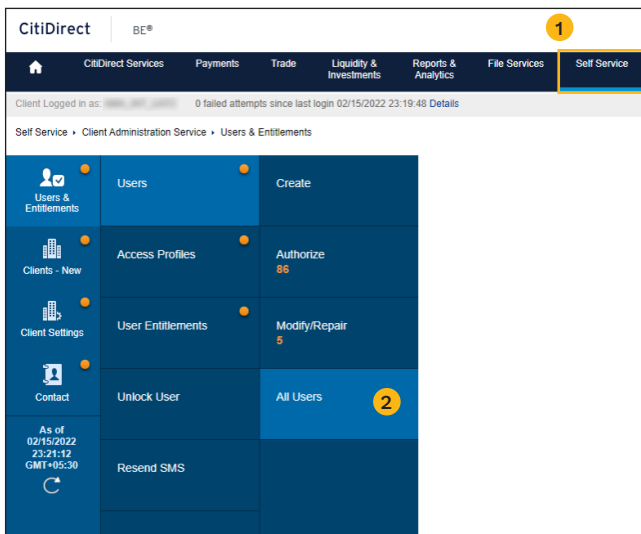 CitiDirect BE®
1
CitiDirect Services
Payments
Trade
Liquidity &
Investments
Reports &
Analytics
File Services
Self Service
Client Logged in as: 0 failed attempts since last login 02/15/2022 23:19:48 Details
Self Service › Client Administration Service › Users & Entitlements
Users &
Entitlements
Users
Create
Clients - New
Access Profiles
Authorize
86
Client Settings
User Entitlements
Modify/Repair
5
Contact
Unlock User
All Users
2
As of
02/15/2022
23:21:12
GMT+05:30
Resend SMS